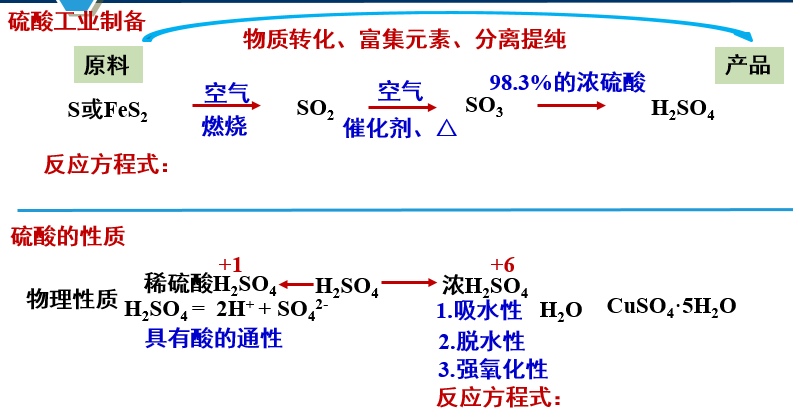 硫酸工业制备
物质转化、富集元素、分离提纯
原料
产品
S或FeS₂ 空气 燃烧 SO₂ 空气 催化剂、△ SO₃ 98.3%的浓硫酸 H₂SO₄
反应方程式：
硫酸的性质
+1 +6
物理性质 稀硫酸H₂SO₄ H₂SO₄ 浓H₂SO₄
H₂SO₄ = 2H⁺ + SO₄²⁻
具有酸的通性
1.吸水性 H₂O CuSO₄·5H₂O
2.脱水性
3.强氧化性
反应方程式：